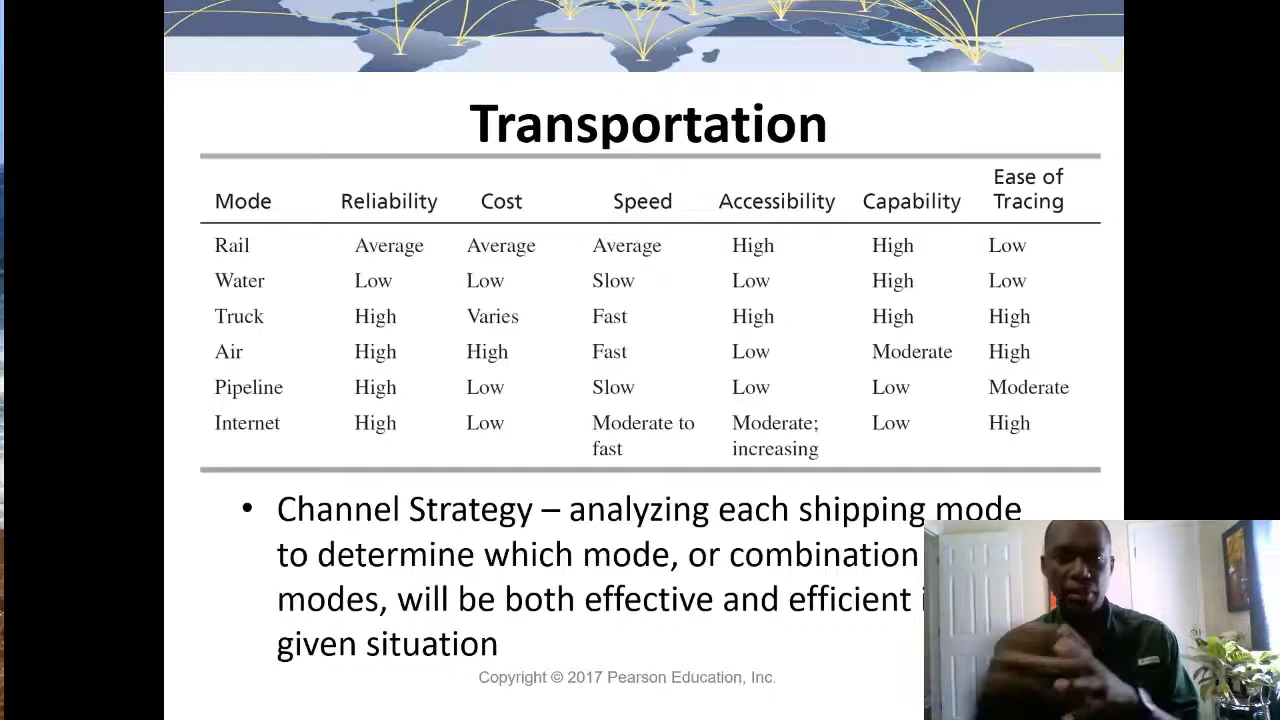 Transportation
Mode Reliability Cost Speed Accessibility Capability Ease of Tracing
Rail Average Average Average High High Low
Water Low Low Slow Low High Low
Truck High Varies Fast High High High
Air High High Fast Low Moderate High
Pipeline High Low Slow Low Low Moderate
Internet High Low Moderate to fast Moderate; increasing Low High
• Channel Strategy – analyzing each shipping mode
to determine which mode, or combination
modes, will be both effective and efficient
given situation
Copyright © 2017 Pearson Education, Inc.